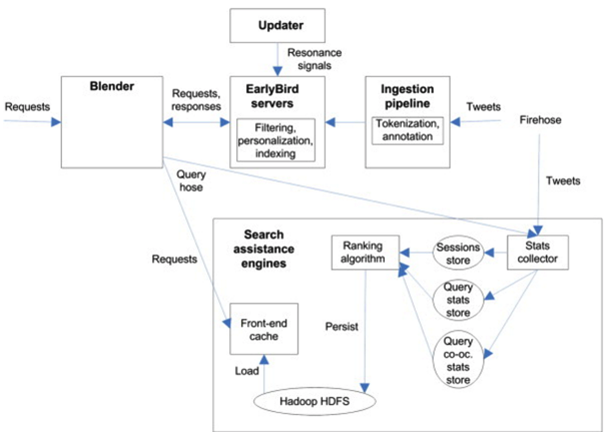 Updater
Resonance
signals
Blender
Requests,
responses
EarlyBird
servers
Filtering,
personalization,
indexing
Ingestion
pipeline
Tokenization,
annotation
Tweets
Firehose
Requests
Query
hose
Tweets
Requests
Search
assistance
engines
Ranking
algorithm
Sessions
store
Stats
collector
Query
stats
store
Front-end
cache
Persist
Query
co-oc.
stats
store
Load
Hadoop HDFS